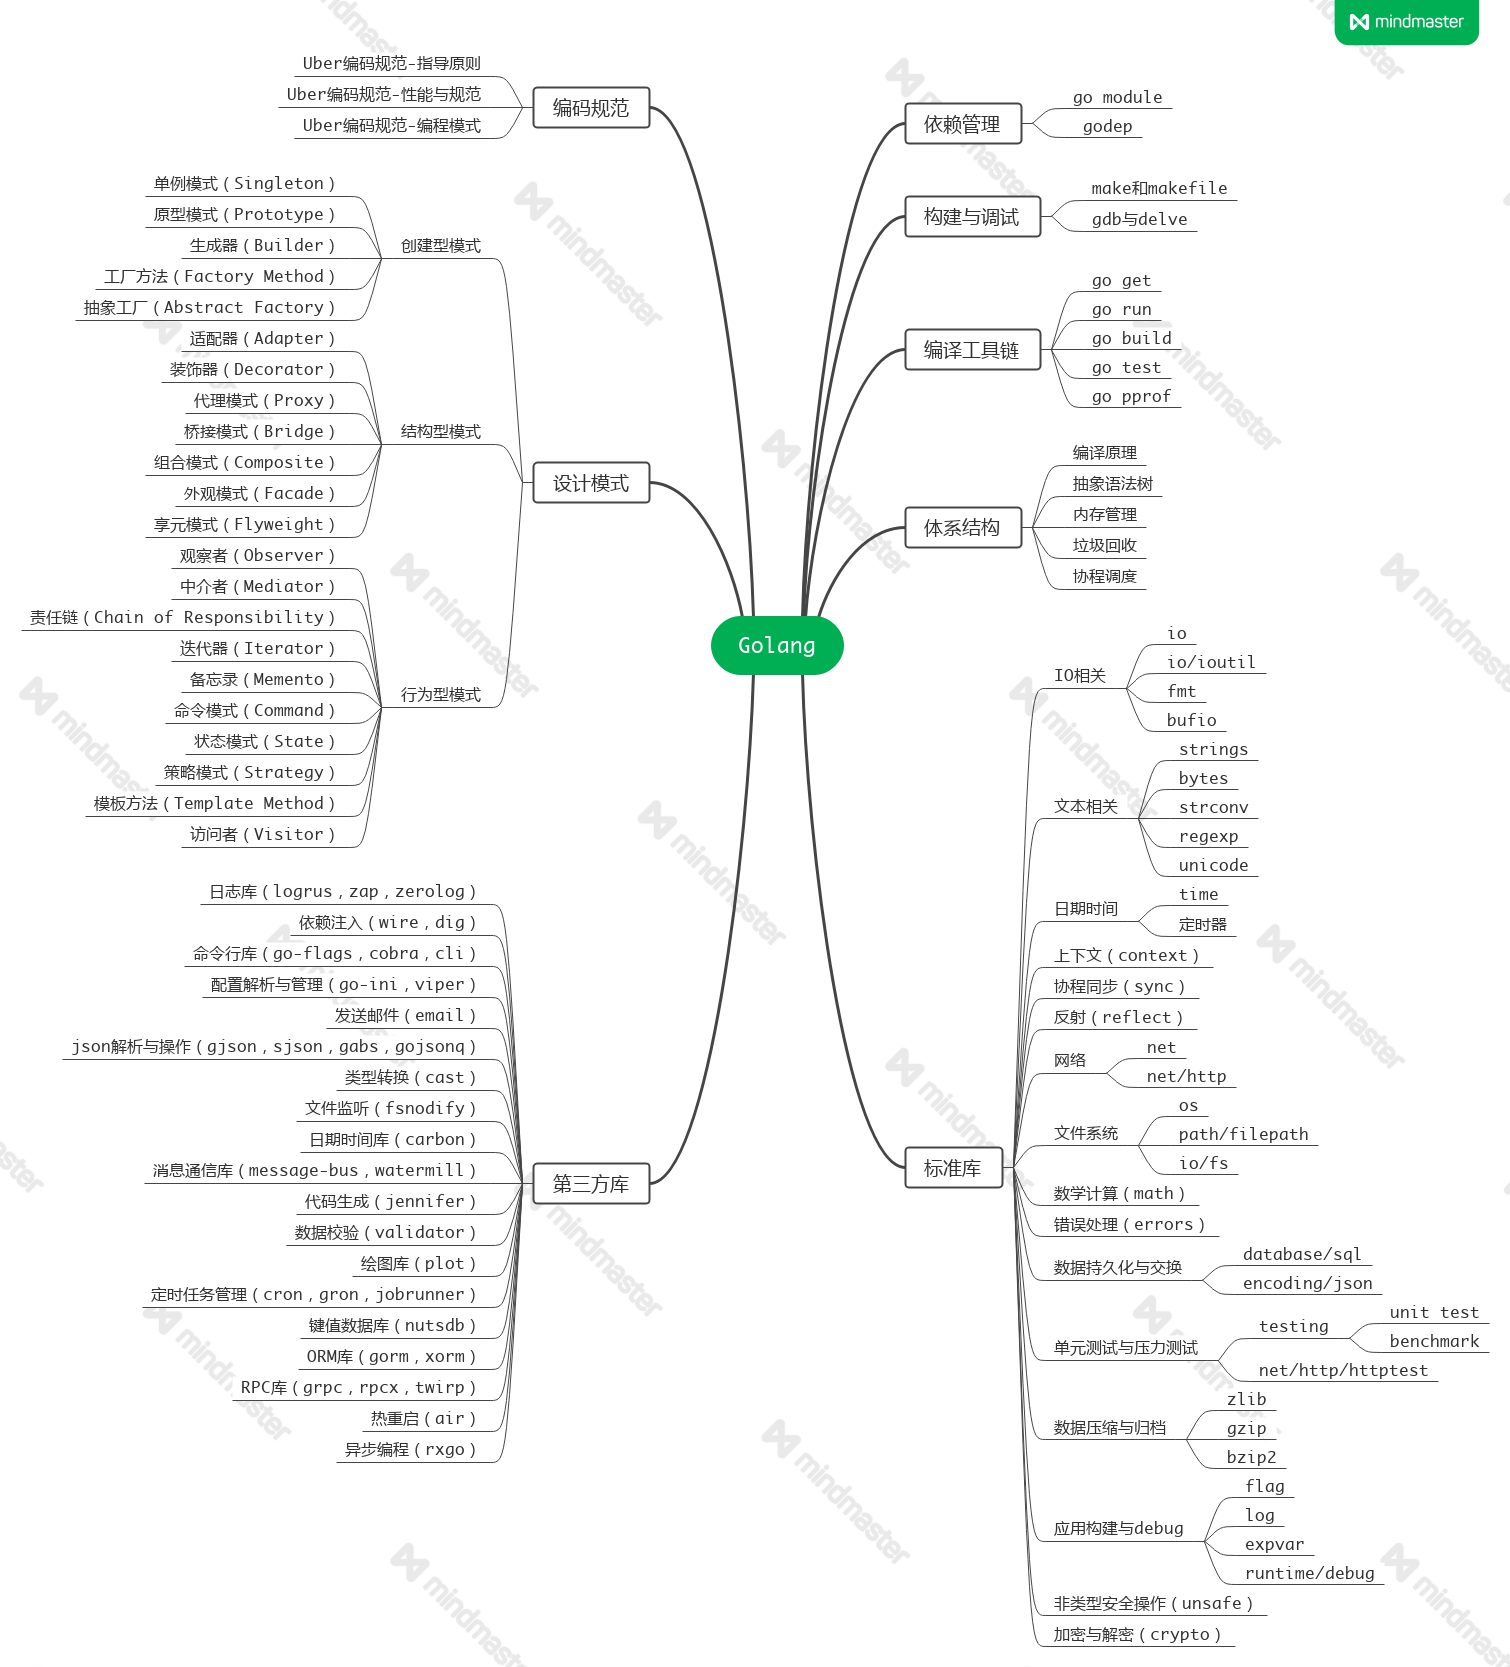 mindmaster
Golang
编码规范
Uber编码规范-指导原则
Uber编码规范-性能与规范
Uber编码规范-编程模式
设计模式
创建型模式
单例模式（Singleton）
原型模式（Prototype）
生成器（Builder）
工厂方法（Factory Method）
抽象工厂（Abstract Factory）
结构型模式
适配器（Adapter）
装饰器（Decorator）
代理模式（Proxy）
桥接模式（Bridge）
组合模式（Composite）
外观模式（Facade）
享元模式（Flyweight）
行为型模式
观察者（Observer）
中介者（Mediator）
责任链（Chain of Responsibility）
迭代器（Iterator）
备忘录（Memento）
命令模式（Command）
状态模式（State）
策略模式（Strategy）
模板方法（Template Method）
访问者（Visitor）
第三方库
日志库（logrus，zap，zerolog）
依赖注入（wire，dig）
命令行库（go-flags，cobra，cli）
配置解析与管理（go-ini，viper）
发送邮件（email）
json解析与操作（gjson，sjson，gabs，gojsonq）
类型转换（cast）
文件监听（fsnodify）
日期时间库（carbon）
消息通信库（message-bus，watermill）
代码生成（jennifer）
数据校验（validator）
绘图库（plot）
定时任务管理（cron，gron，jobrunner）
键值数据库（nutsdb）
ORM库（gorm，xorm）
RPC库（grpc，rpcx，twirp）
热重启（air）
异步编程（rxgo）
依赖管理
go module
godep
构建与调试
make和makefile
gdb与delve
编译工具链
go get
go run
go build
go test
go pprof
体系结构
编译原理
抽象语法树
内存管理
垃圾回收
协程调度
标准库
IO相关
io
io/ioutil
fmt
bufio
文本相关
strings
bytes
strconv
regexp
unicode
日期时间
time
定时器
上下文（context）
协程同步（sync）
反射（reflect）
网络
net
net/http
文件系统
os
path/filepath
io/fs
数学计算（math）
错误处理（errors）
数据持久化与交换
database/sql
encoding/json
单元测试与压力测试
testing
unit test
benchmark
net/http/httptest
数据压缩与归档
zlib
gzip
bzip2
应用构建与debug
flag
log
expvar
runtime/debug
非类型安全操作（unsafe）
加密与解密（crypto）